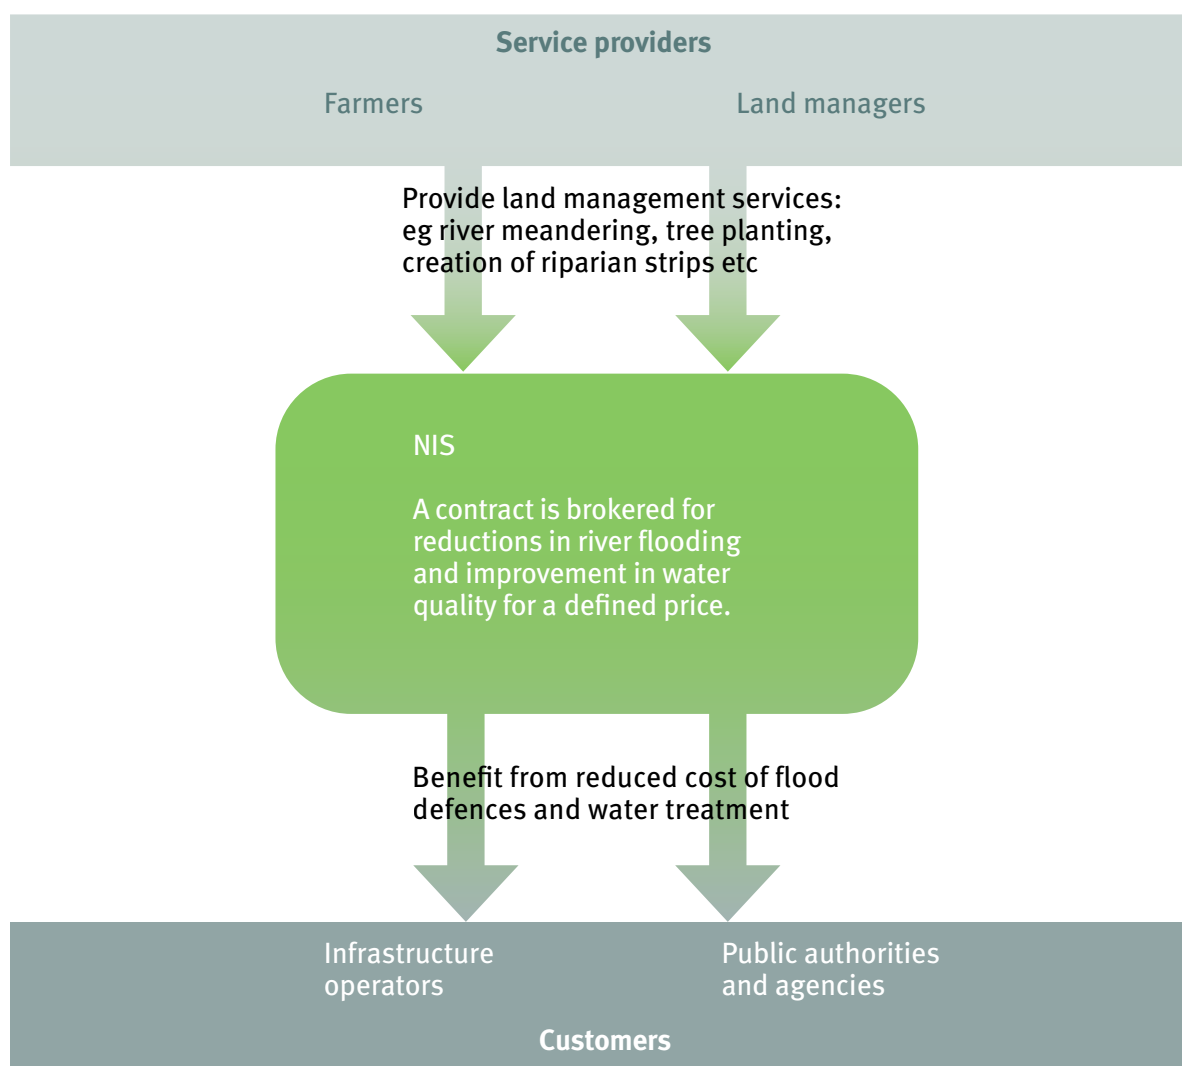 Service providers
Farmers
Land managers
Provide land management services:
eg river meandering, tree planting,
creation of riparian strips etc
NIS
A contract is brokered for
reductions in river flooding
and improvement in water
quality for a defined price.
Benefit from reduced cost of flood
defences and water treatment
Infrastructure
operators
Public authorities
and agencies
Customers